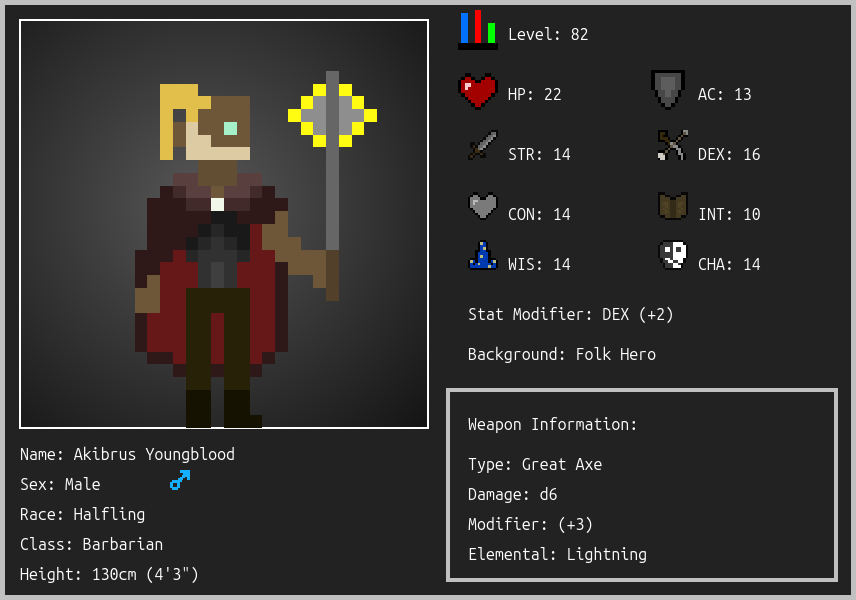 Level: 82
HP: 22
AC: 13
STR: 14
DEX: 16
CON: 14
INT: 10
WIS: 14
CHA: 14
Stat Modifier: DEX (+2)
Background: Folk Hero
Weapon Information:
Type: Great Axe
Damage: d6
Modifier: (+3)
Elemental: Lightning
Name: Akibrus Youngblood
Sex: Male
Race: Halfling
Class: Barbarian
Height: 130cm (4'3")